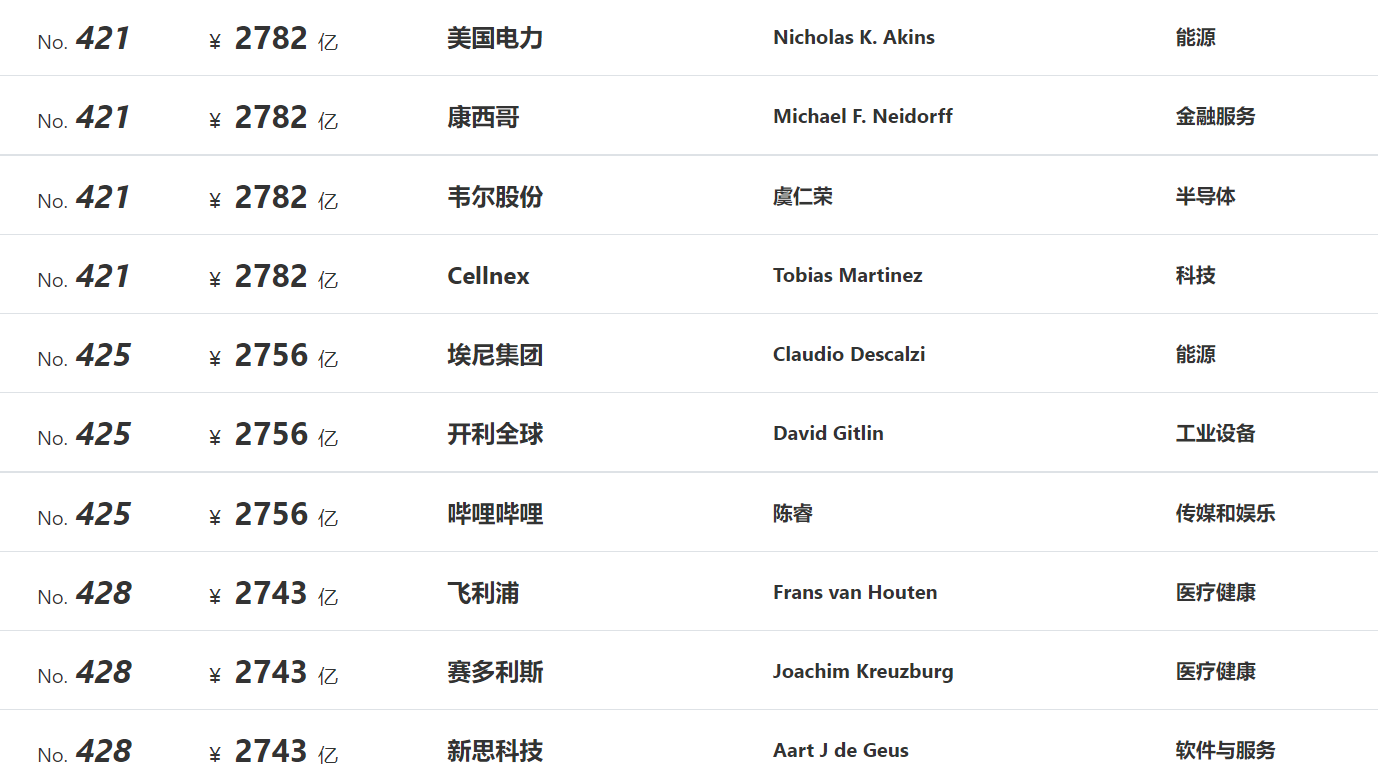 No. 421 ¥ 2782 亿 美国电力 Nicholas K. Akins 能源
No. 421 ¥ 2782 亿 康西哥 Michael F. Neidorff 金融服务
No. 421 ¥ 2782 亿 韦尔股份 虞仁荣 半导体
No. 421 ¥ 2782 亿 Cellnex Tobias Martinez 科技
No. 425 ¥ 2756 亿 埃尼集团 Claudio Descalzi 能源
No. 425 ¥ 2756 亿 开利全球 David Gitlin 工业设备
No. 425 ¥ 2756 亿 哔哩哔哩 陈睿 传媒和娱乐
No. 428 ¥ 2743 亿 飞利浦 Frans van Houten 医疗健康
No. 428 ¥ 2743 亿 赛多利斯 Joachim Kreuzburg 医疗健康
No. 428 ¥ 2743 亿 新思科技 Aart J de Geus 软件与服务